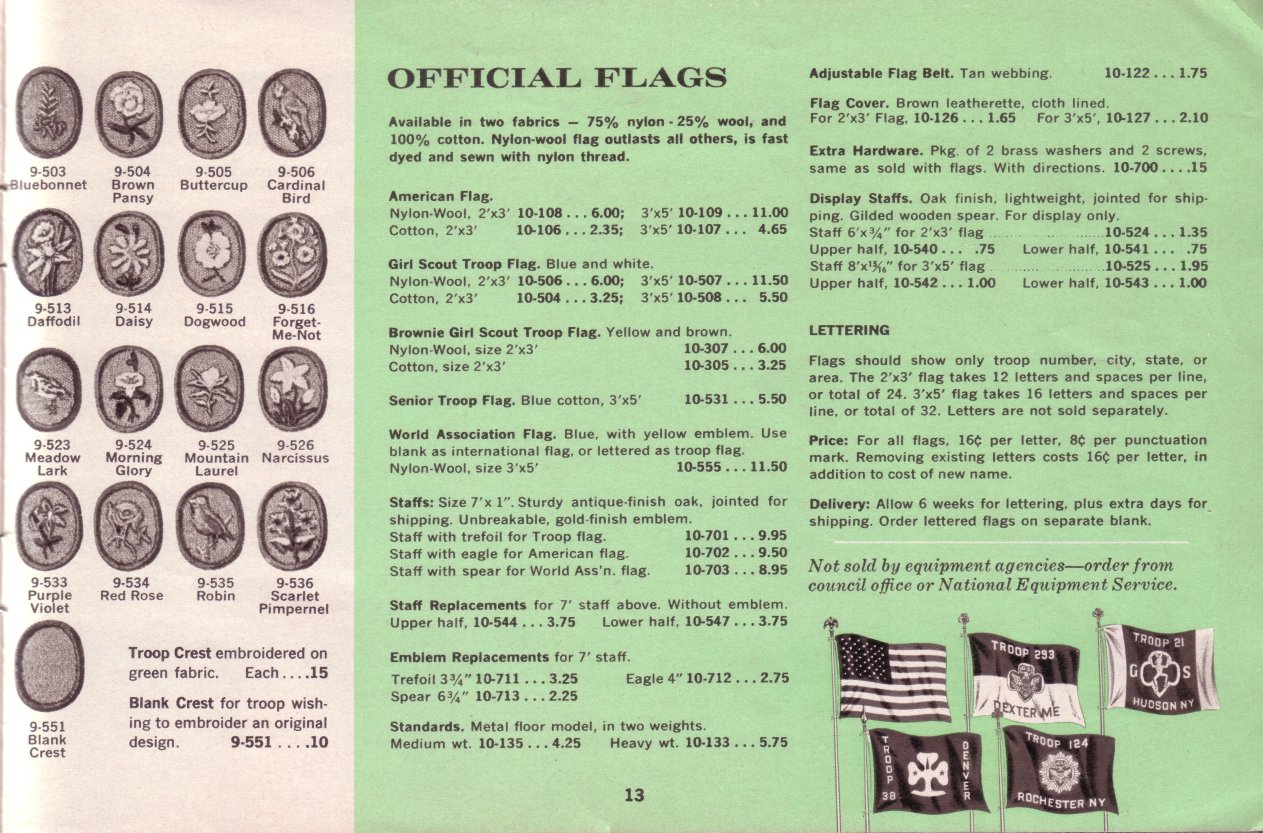 9-503
Bluebonnet
9-504
Brown
Pansy
9-505
Buttercup
9-506
Cardinal
Bird
9-513
Daffodil
9-514
Daisy
9-515
Dogwood
9-516
Forget-
Me-Not
9-523
Meadow
Lark
9-524
Morning
Glory
9-525
Mountain
Laurel
9-526
Narcissus
9-533
Purple
Violet
9-534
Red Rose
9-535
Robin
9-536
Scarlet
Pimpernel
9-551
Blank
Crest
Troop Crest embroidered on
green fabric. Each....15
Blank Crest for troop wish-
ing to embroider an original
design. 9-551 ....10
OFFICIAL FLAGS
Available in two fabrics — 75% nylon - 25% wool, and
100% cotton. Nylon-wool flag outlasts all others, is fast
dyed and sewn with nylon thread.
American Flag.
Nylon-Wool, 2'x3' 10-108 ... 6.00; 3'x5' 10-109 ... 11.00
Cotton, 2'x3' 10-106 ... 2.35; 3'x5' 10-107 ... 4.65
Girl Scout Troop Flag. Blue and white.
Nylon-Wool, 2'x3' 10-506 ... 6.00; 3'x5' 10-507 ... 11.50
Cotton, 2'x3' 10-504 ... 3.25; 3'x5' 10-508 ... 5.50
Brownie Girl Scout Troop Flag. Yellow and brown.
Nylon-Wool, size 2'x3' 10-307 ... 6.00
Cotton, size 2'x3' 10-305 ... 3.25
Senior Troop Flag. Blue cotton, 3'x5' 10-531 ... 5.50
World Association Flag. Blue, with yellow emblem. Use
blank as international flag, or lettered as troop flag.
Nylon-Wool, size 3'x5' 10-555 ... 11.50
Staffs: Size 7'x 1". Sturdy antique-finish oak, jointed for
shipping. Unbreakable, gold-finish emblem.
Staff with trefoil for Troop flag. 10-701 ... 9.95
Staff with eagle for American flag. 10-702 ... 9.50
Staff with spear for World Ass'n. flag. 10-703 ... 8.95
Staff Replacements for 7' staff above. Without emblem.
Upper half, 10-544 ... 3.75 Lower half, 10-547 ... 3.75
Emblem Replacements for 7' staff.
Trefoil 3¾" 10-711 ... 3.25 Eagle 4" 10-712 ... 2.75
Spear 6¾" 10-713 ... 2.25
Standards. Metal floor model, in two weights.
Medium wt. 10-135 ... 4.25 Heavy wt. 10-133 ... 5.75
13
Adjustable Flag Belt. Tan webbing. 10-122 ... 1.75
Flag Cover. Brown leatherette, cloth lined.
For 2'x3' Flag, 10-126 ... 1.65 For 3'x5', 10-127 ... 2.10
Extra Hardware. Pkg. of 2 brass washers and 2 screws,
same as sold with flags. With directions. 10-700 ....15
Display Staffs. Oak finish, lightweight, jointed for ship-
ping. Gilded wooden spear. For display only.
Staff 6'x¾" for 2'x3' flag ........ 10-524 ... 1.35
Upper half, 10-540 ... .75 Lower half, 10-541 ... .75
Staff 8'x15/16" for 3'x5' flag ........ 10-525 ... 1.95
Upper half, 10-542 ... 1.00 Lower half, 10-543 ... 1.00
LETTERING
Flags should show only troop number, city, state, or
area. The 2'x3' flag takes 12 letters and spaces per line,
or total of 24. 3'x5' flag takes 16 letters and spaces per
line, or total of 32. Letters are not sold separately.
Price: For all flags, 16¢ per letter, 8¢ per punctuation
mark. Removing existing letters costs 16¢ per letter, in
addition to cost of new name.
Delivery: Allow 6 weeks for lettering, plus extra days for
shipping. Order lettered flags on separate blank.
Not sold by equipment agencies—order from
council office or National Equipment Service.
TROOP 293
DEXTER ME
TROOP 21
G S
HUDSON NY
TROOP
38
DENVER
TROOP 124
ROCHESTER NY